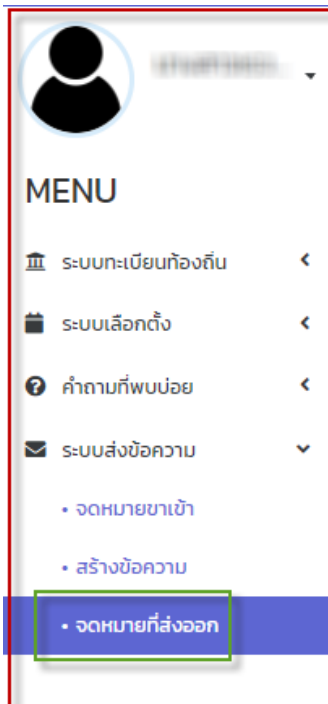 MENU
ระบบทะเบียนท้องถิ่น
ระบบเลือกตั้ง
คำถามที่พบบ่อย
ระบบส่งข้อความ
• จดหมายขาเข้า
• สร้างข้อความ
• จดหมายที่ส่งออก